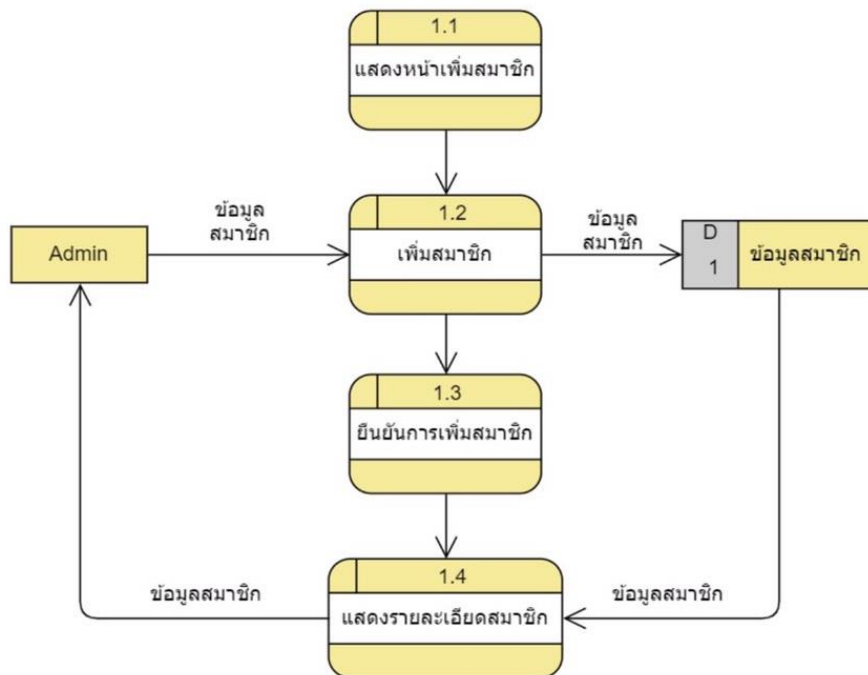 1.1
แสดงหน้าเพิ่มสมาชิก
ข้อมูล
สมาชิก
1.2
ข้อมูล
สมาชิก
D
1
Admin
เพิ่มสมาชิก
ข้อมูลสมาชิก
1.3
ยืนยันการเพิ่มสมาชิก
1.4
ข้อมูลสมาชิก
ข้อมูลสมาชิก
แสดงรายละเอียดสมาชิก